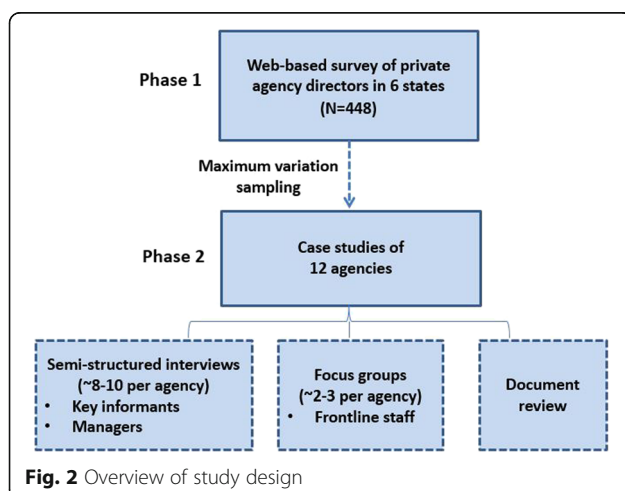 Phase 1
Web-based survey of private
agency directors in 6 states
(N=448)
Maximum variation
sampling
Phase 2
Case studies of
12 agencies
Semi-structured interviews
(~8-10 per agency)
• Key informants
• Managers
Focus groups
(~2-3 per agency)
• Frontline staff
Document
review
Fig. 2 Overview of study design